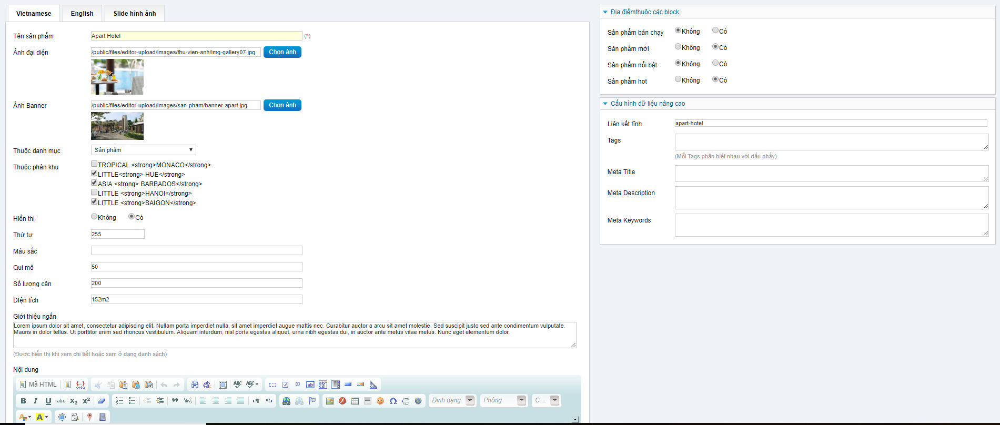 Vietnamese
English
Slide hình ảnh
Tên sản phẩm
Apart Hotel
(*)
Ảnh đại diện
/public/files/editor-upload/images/thu-vien-anh/img-gallery07.jpg
Chọn ảnh
Ảnh Banner
/public/files/editor-upload/images/san-pham/banner-apart.jpg
Chọn ảnh
Thuộc danh mục
Sản phẩm
Thuộc phân khu
TROPICAL <strong>MONACO</strong>
LITTLE<strong> HUE</strong>
ASIA <strong> BARBADOS</strong>
LITTLE <strong>HANOI</strong>
LITTLE <strong>SAIGON</strong>
Hiển thị
Không
Có
Thứ tự
255
Màu sắc
Qui mô
50
Số lượng căn
200
Diện tích
152m2
Giới thiệu ngắn
Lorem ipsum dolor sit amet, consectetur adipiscing elit. Nullam porta imperdiet nulla, sit amet imperdiet augue mattis nec. Curabitur auctor a arcu sit amet molestie. Sed suscipit justo sed ante condimentum vulputate.
Mauris in dolor tellus. Ut porttitor enim sed rhoncus vestibulum. Aliquam interdum, nisl porta egestas aliquet, urna nibh egestas dui, in auctor ante metus vitae metus. Nunc eget elementum dolor.
(Được hiển thị khi xem chi tiết hoặc xem ở dạng danh sách)
Nội dung
Mã HTML
Định dạng
Phông
C...
Địa điểmthuộc các block
Sản phẩm bán chạy
Không
Có
Sản phẩm mới
Không
Có
Sản phẩm nổi bật
Không
Có
Sản phẩm hot
Không
Có
Cấu hình dữ liệu nâng cao
Liên kết tĩnh
apart-hotel
Tags
(Mỗi Tags phân biệt nhau với dấu phẩy)
Meta Title
Meta Description
Meta Keywords